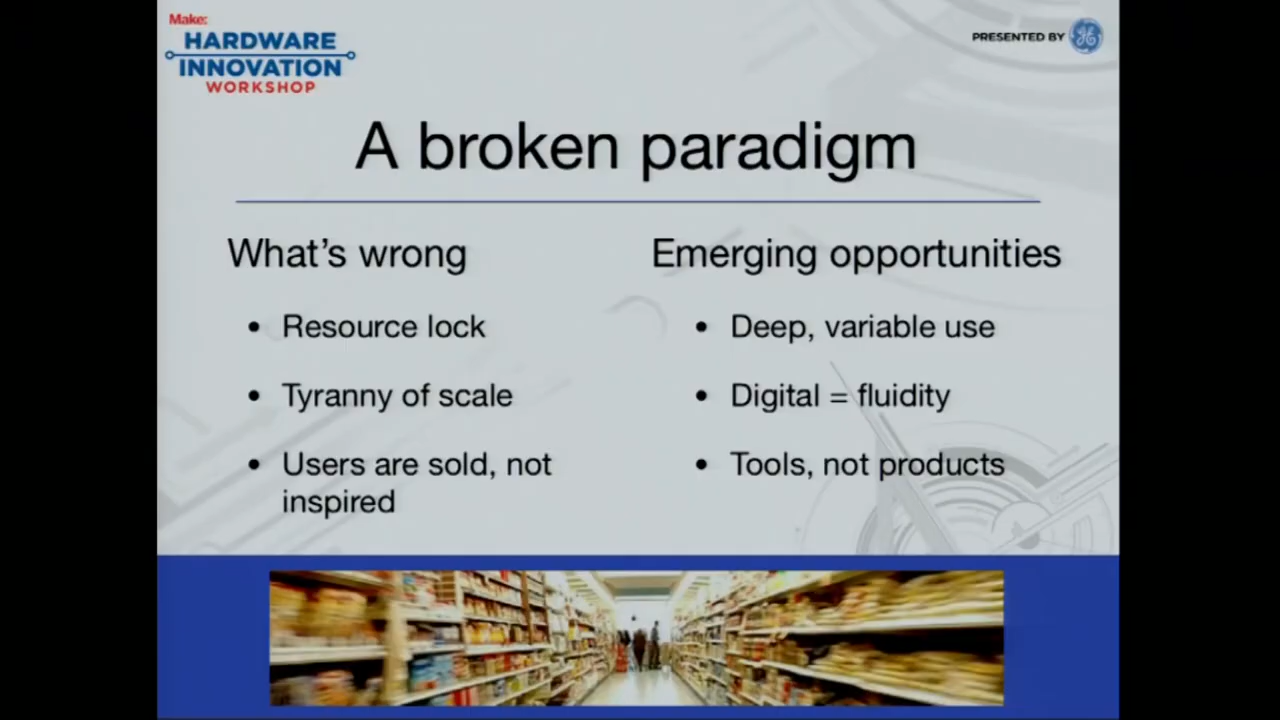 Make:
HARDWARE
INNOVATION
WORKSHOP
PRESENTED BY
A broken paradigm
What's wrong
• Resource lock
• Tyranny of scale
• Users are sold, not
inspired
Emerging opportunities
• Deep, variable use
• Digital = fluidity
• Tools, not products